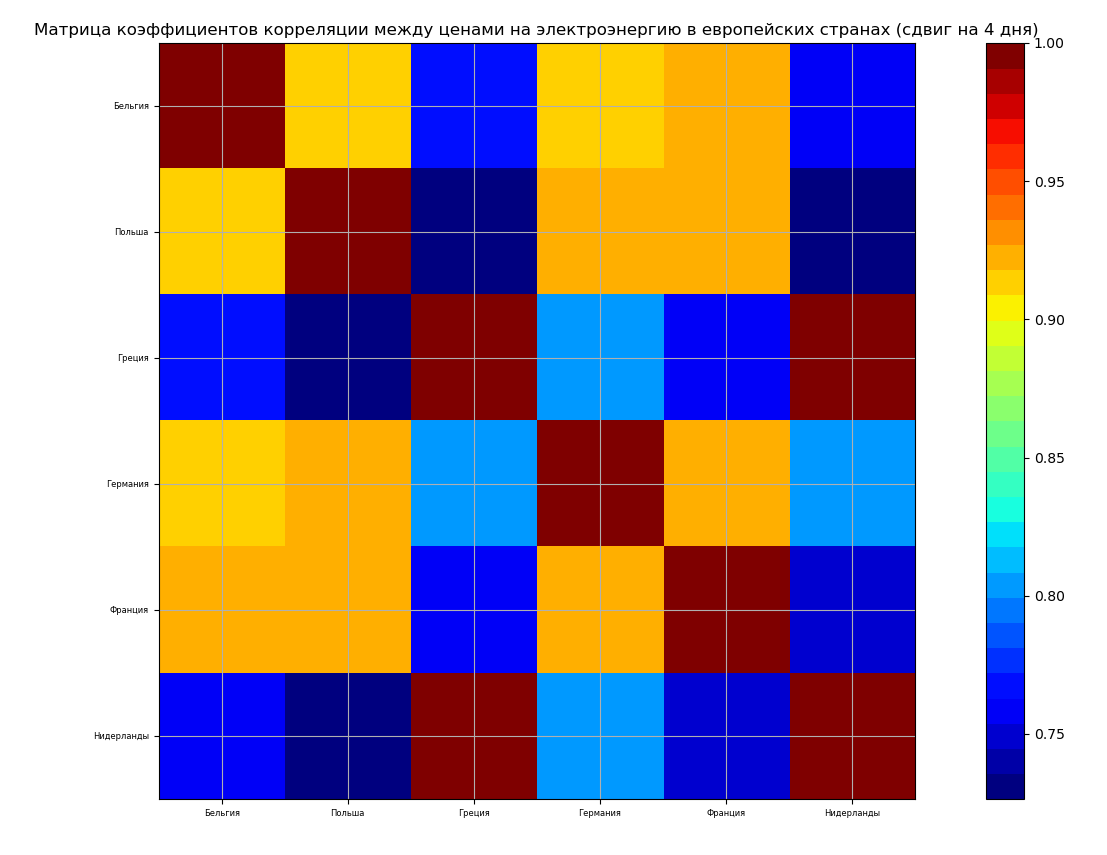 Матрица коэффициентов корреляции между ценами на электроэнергию в европейских странах (сдвиг на 4 дня)
Бельгия
Польша
Греция
Германия
Франция
Нидерланды
Бельгия
Польша
Греция
Германия
Франция
Нидерланды
1.00
0.95
0.90
0.85
0.80
0.75